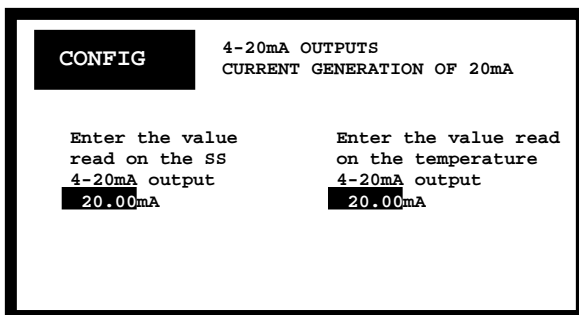 CONFIG
4-20mA OUTPUTS
CURRENT GENERATION OF 20mA
Enter the value
read on the SS
4-20mA output
20.00mA
Enter the value read
on the temperature
4-20mA output
20.00mA